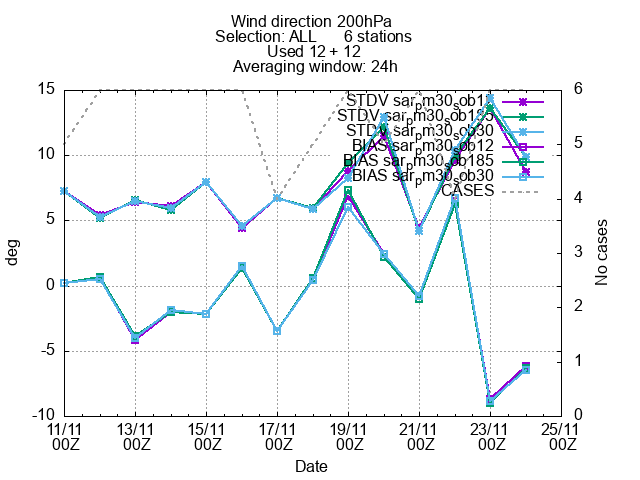 Wind direction 200hPa
Selection: ALL 6 stations
Used 12 + 12
Averaging window: 24h
15
10
5
0
-5
-10
deg
6
5
4
3
2
1
0
No cases
STDV sar_pm30_sob12
STDV sar_pm30_sob185
STDV sar_pm30_sob30
BIAS sar_pm30_sob12
BIAS sar_pm30_sob185
BIAS sar_pm30_sob30
CASES
11/11 13/11 15/11 17/11 19/11 21/11 23/11 25/11
00Z 00Z 00Z 00Z 00Z 00Z 00Z 00Z
Date